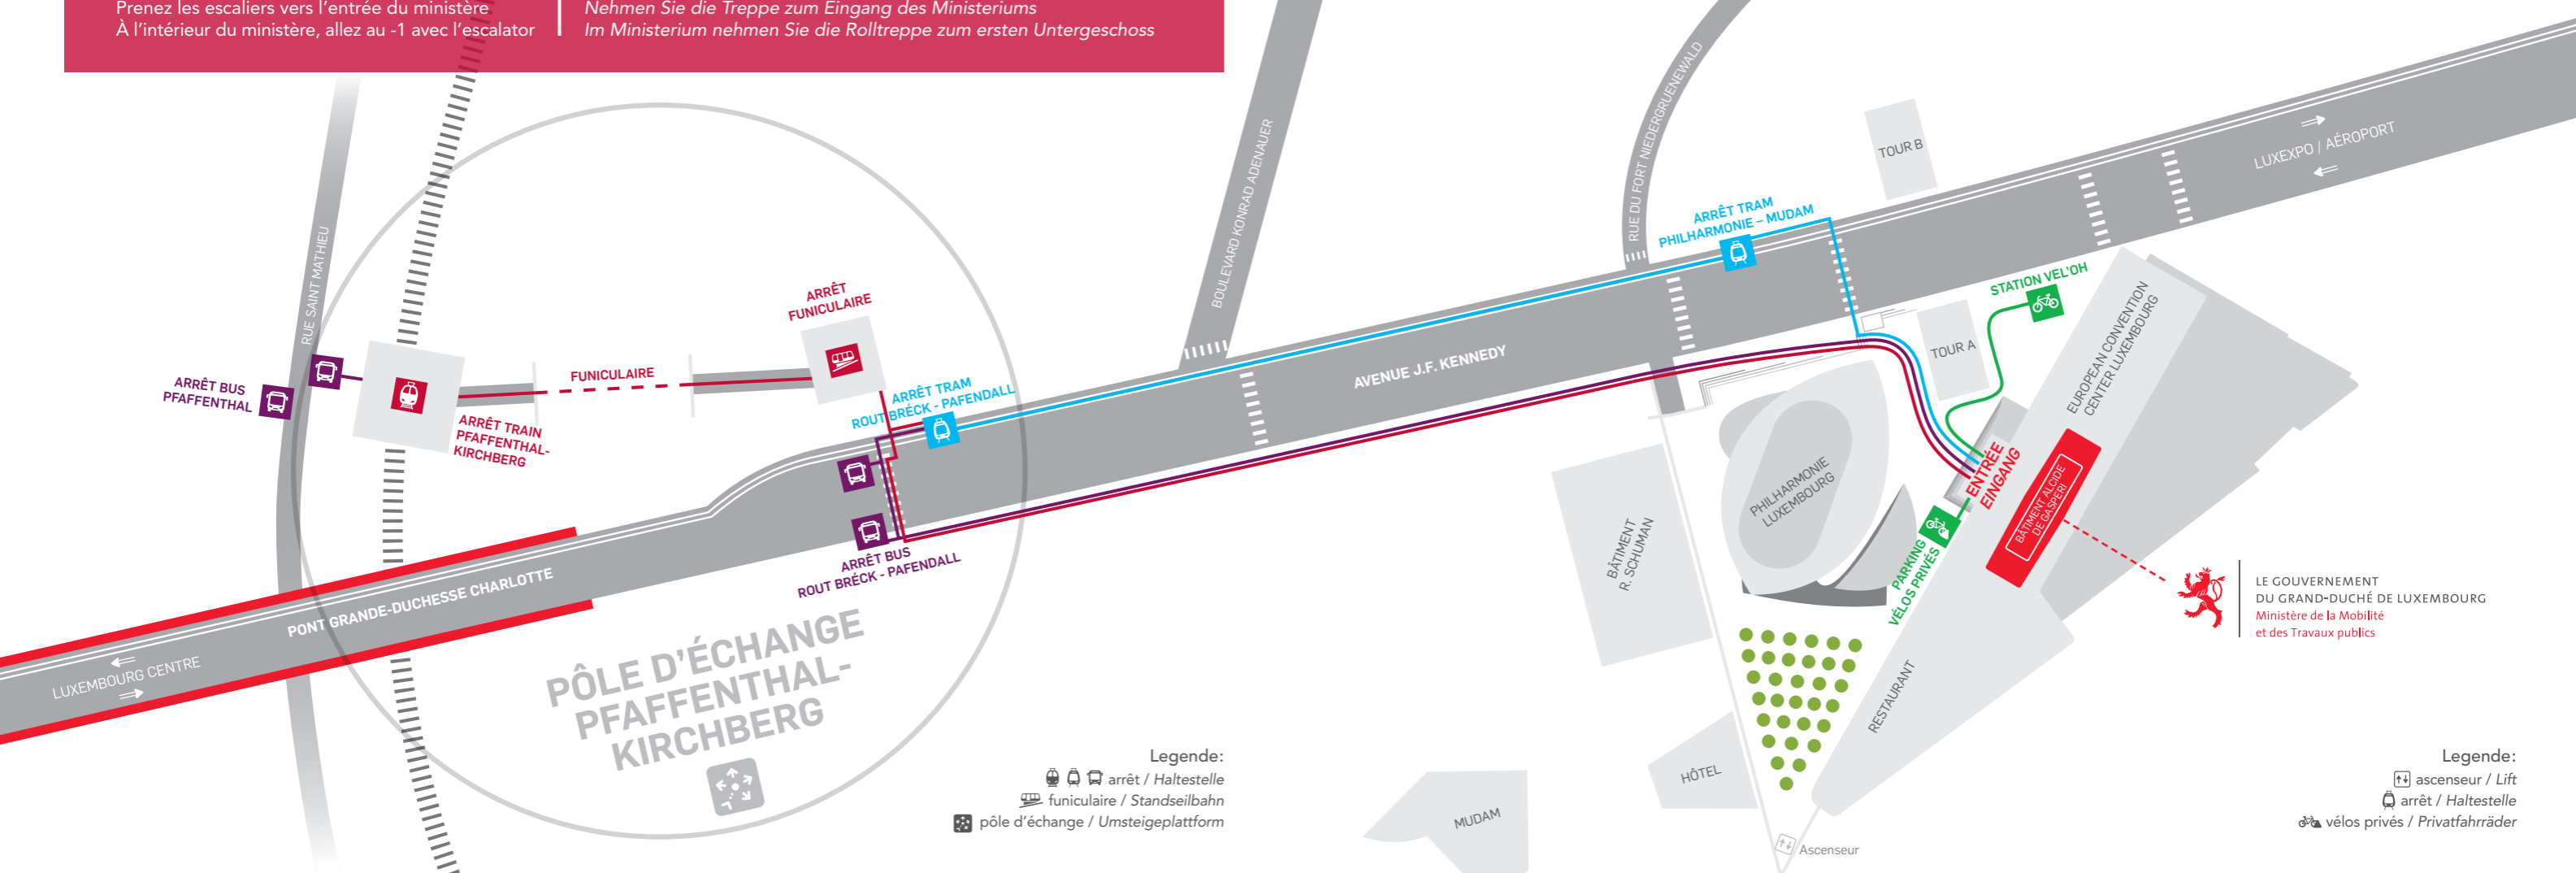 Prenez les escaliers vers l'entrée du ministère
À l'intérieur du ministère, allez au -1 avec l'escalator
Nehmen Sie die Treppe zum Eingang des Ministeriums
Im Ministerium nehmen Sie die Rolltreppe zum ersten Untergeschoss
RUE SAINT MATHIEU
ARRÊT BUS
PFAFFENTHAL
ARRÊT TRAIN
PFAFFENTHAL-
KIRCHBERG
FUNICULAIRE
ARRÊT
FUNICULAIRE
ARRÊT TRAM
ROUT BRÉCK - PAFENDALL
ARRÊT BUS
ROUT BRÉCK - PAFENDALL
PONT GRANDE-DUCHESSE CHARLOTTE
LUXEMBOURG CENTRE
PÔLE D'ÉCHANGE
PFAFFENTHAL-
KIRCHBERG
Legende:
arrêt / Haltestelle
funiculaire / Standseilbahn
pôle d'échange / Umsteigeplattform
BOULEVARD KONRAD ADENAUER
AVENUE J.F. KENNEDY
RUE DU FORT NIEDERGRUENEWALD
ARRÊT TRAM
PHILHARMONIE – MUDAM
TOUR B
LUXEXPO / AÉROPORT
STATION VEL'OH
TOUR A
EUROPEAN CONVENTION
CENTER LUXEMBOURG
PHILHARMONIE
LUXEMBOURG
ENTRÉE
EINGANG
BÂTIMENT ALCIDE
DE GASPERI
BÂTIMENT
R. SCHUMAN
PARKING
VÉLOS PRIVÉS
RESTAURANT
HÔTEL
MUDAM
Ascenseur
LE GOUVERNEMENT
DU GRAND-DUCHÉ DE LUXEMBOURG
Ministère de la Mobilité
et des Travaux publics
Legende:
ascenseur / Lift
arrêt / Haltestelle
vélos privés / Privatfahrräder